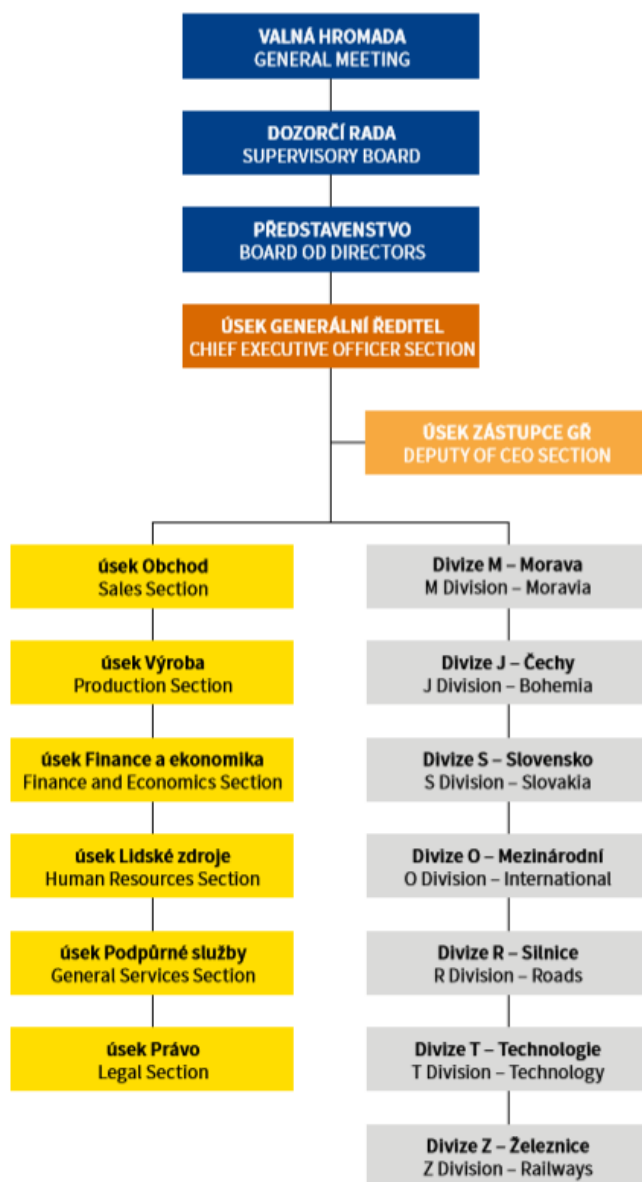 VALNÁ HROMADA
GENERAL MEETING
DOZORČÍ RADA
SUPERVISORY BOARD
PŘEDSTAVENSTVO
BOARD OD DIRECTORS
ÚSEK GENERÁLNÍ ŘEDITEL
CHIEF EXECUTIVE OFFICER SECTION
ÚSEK ZÁSTUPCE GŘ
DEPUTY OF CEO SECTION
úsek Obchod
Sales Section
úsek Výroba
Production Section
úsek Finance a ekonomika
Finance and Economics Section
úsek Lidské zdroje
Human Resources Section
úsek Podpůrné služby
General Services Section
úsek Právo
Legal Section
Divize M – Morava
M Division – Moravia
Divize J – Čechy
J Division – Bohemia
Divize S – Slovensko
S Division – Slovakia
Divize O – Mezinárodní
O Division – International
Divize R – Silnice
R Division – Roads
Divize T – Technologie
T Division – Technology
Divize Z – Železnice
Z Division – Railways